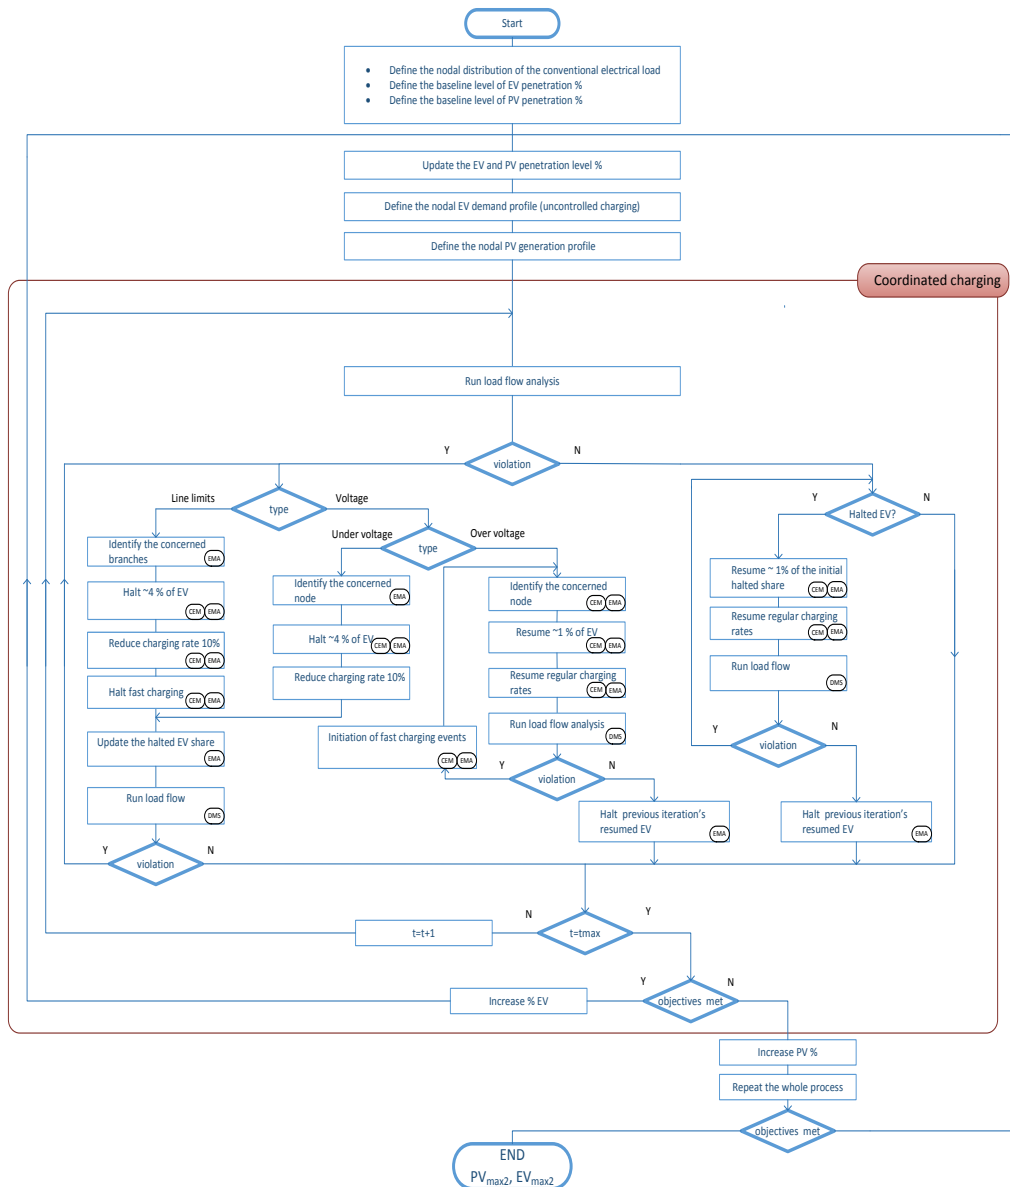 Start
• Define the nodal distribution of the conventional electrical load
• Define the baseline level of EV penetration %
• Define the baseline level of PV penetration %
Update the EV and PV penetration level %
Define the nodal EV demand profile (uncontrolled charging)
Define the nodal PV generation profile
Coordinated charging
Run load flow analysis
Y
violation
N
Line limits
type
Voltage
Under voltage
type
Over voltage
Y
Halted EV?
N
Identify the concerned
branches
EMA
Halt ~4 % of EV
CEM EMA
Reduce charging rate 10%
CEM EMA
Halt fast charging
CEM EMA
Update the halted EV share
EMA
Run load flow
DMS
Y
violation
N
Identify the concerned
node
EMA
Halt ~4 % of EV
CEM EMA
Reduce charging rate 10%
Initiation of fast charging events
CEM EMA
Identify the concerned
node
CEM EMA
Resume ~1 % of EV
CEM EMA
Resume regular charging
rates
CEM EMA
Run load flow analysis
DMS
Y
violation
N
Halt previous iteration's
resumed EV
EMA
Resume ~ 1% of the initial
halted share
CEM EMA
Resume regular charging
rates
CEM EMA
Run load flow
DMS
Y
violation
N
Halt previous iteration's
resumed EV
EMA
t=t+1
N
t=tmax
Y
Increase % EV
Y
objectives met
N
Increase PV %
Repeat the whole process
objectives met
END
PVmax2, EVmax2